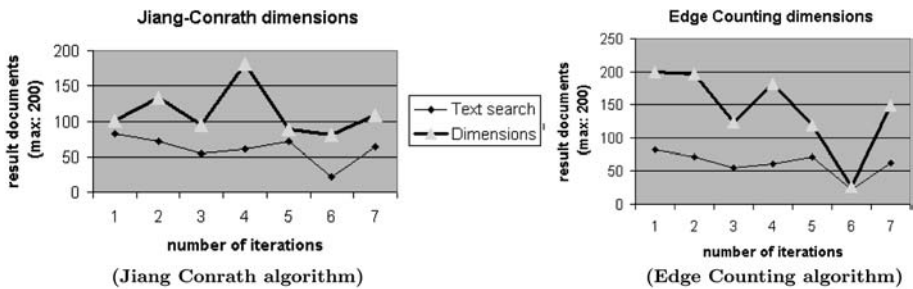 Jiang-Conrath dimensions
result documents
(max: 200)
200
150
100
50
0
1 2 3 4 5 6 7
number of iterations
(Jiang Conrath algorithm)
Text search
Dimensions
Edge Counting dimensions
result documents
(max: 200)
250
200
150
100
50
0
1 2 3 4 5 6 7
number of iterations
(Edge Counting algorithm)